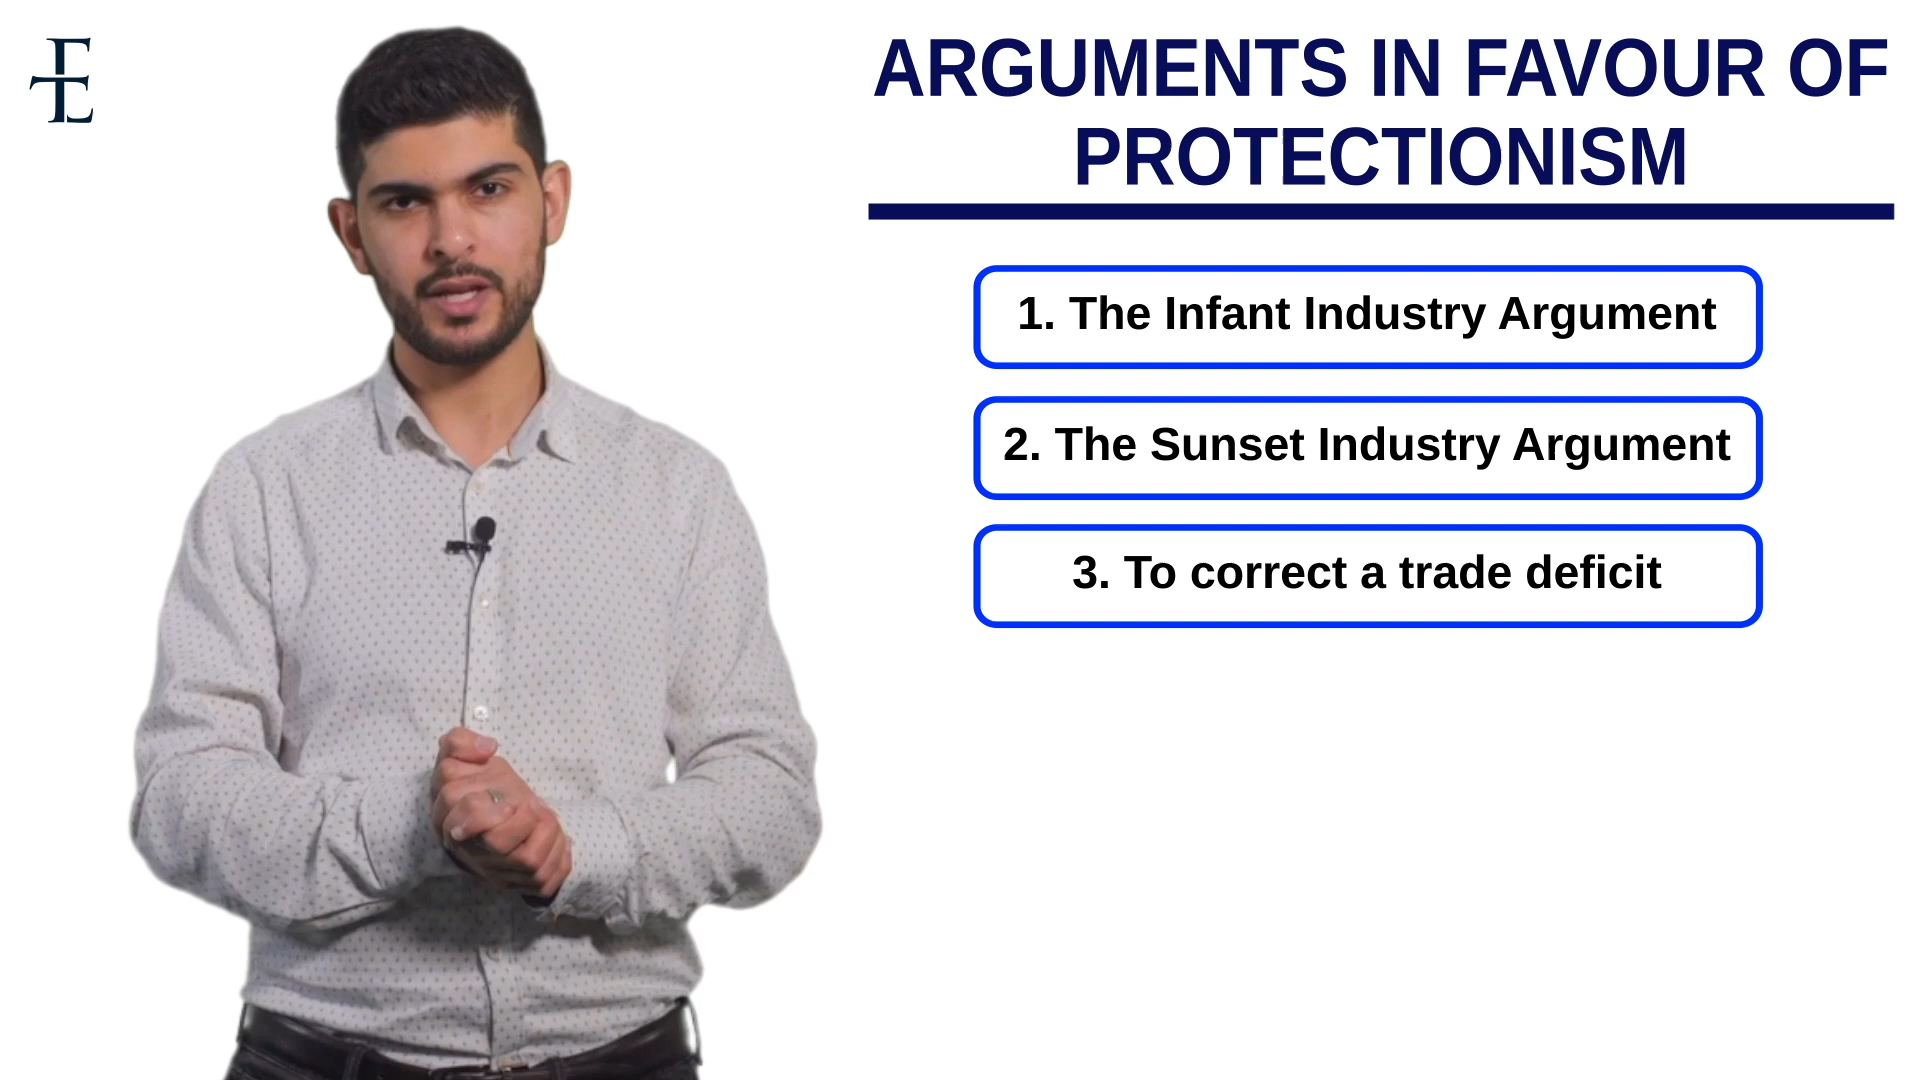 ARGUMENTS IN FAVOUR OF
PROTECTIONISM
1. The Infant Industry Argument
2. The Sunset Industry Argument
3. To correct a trade deficit